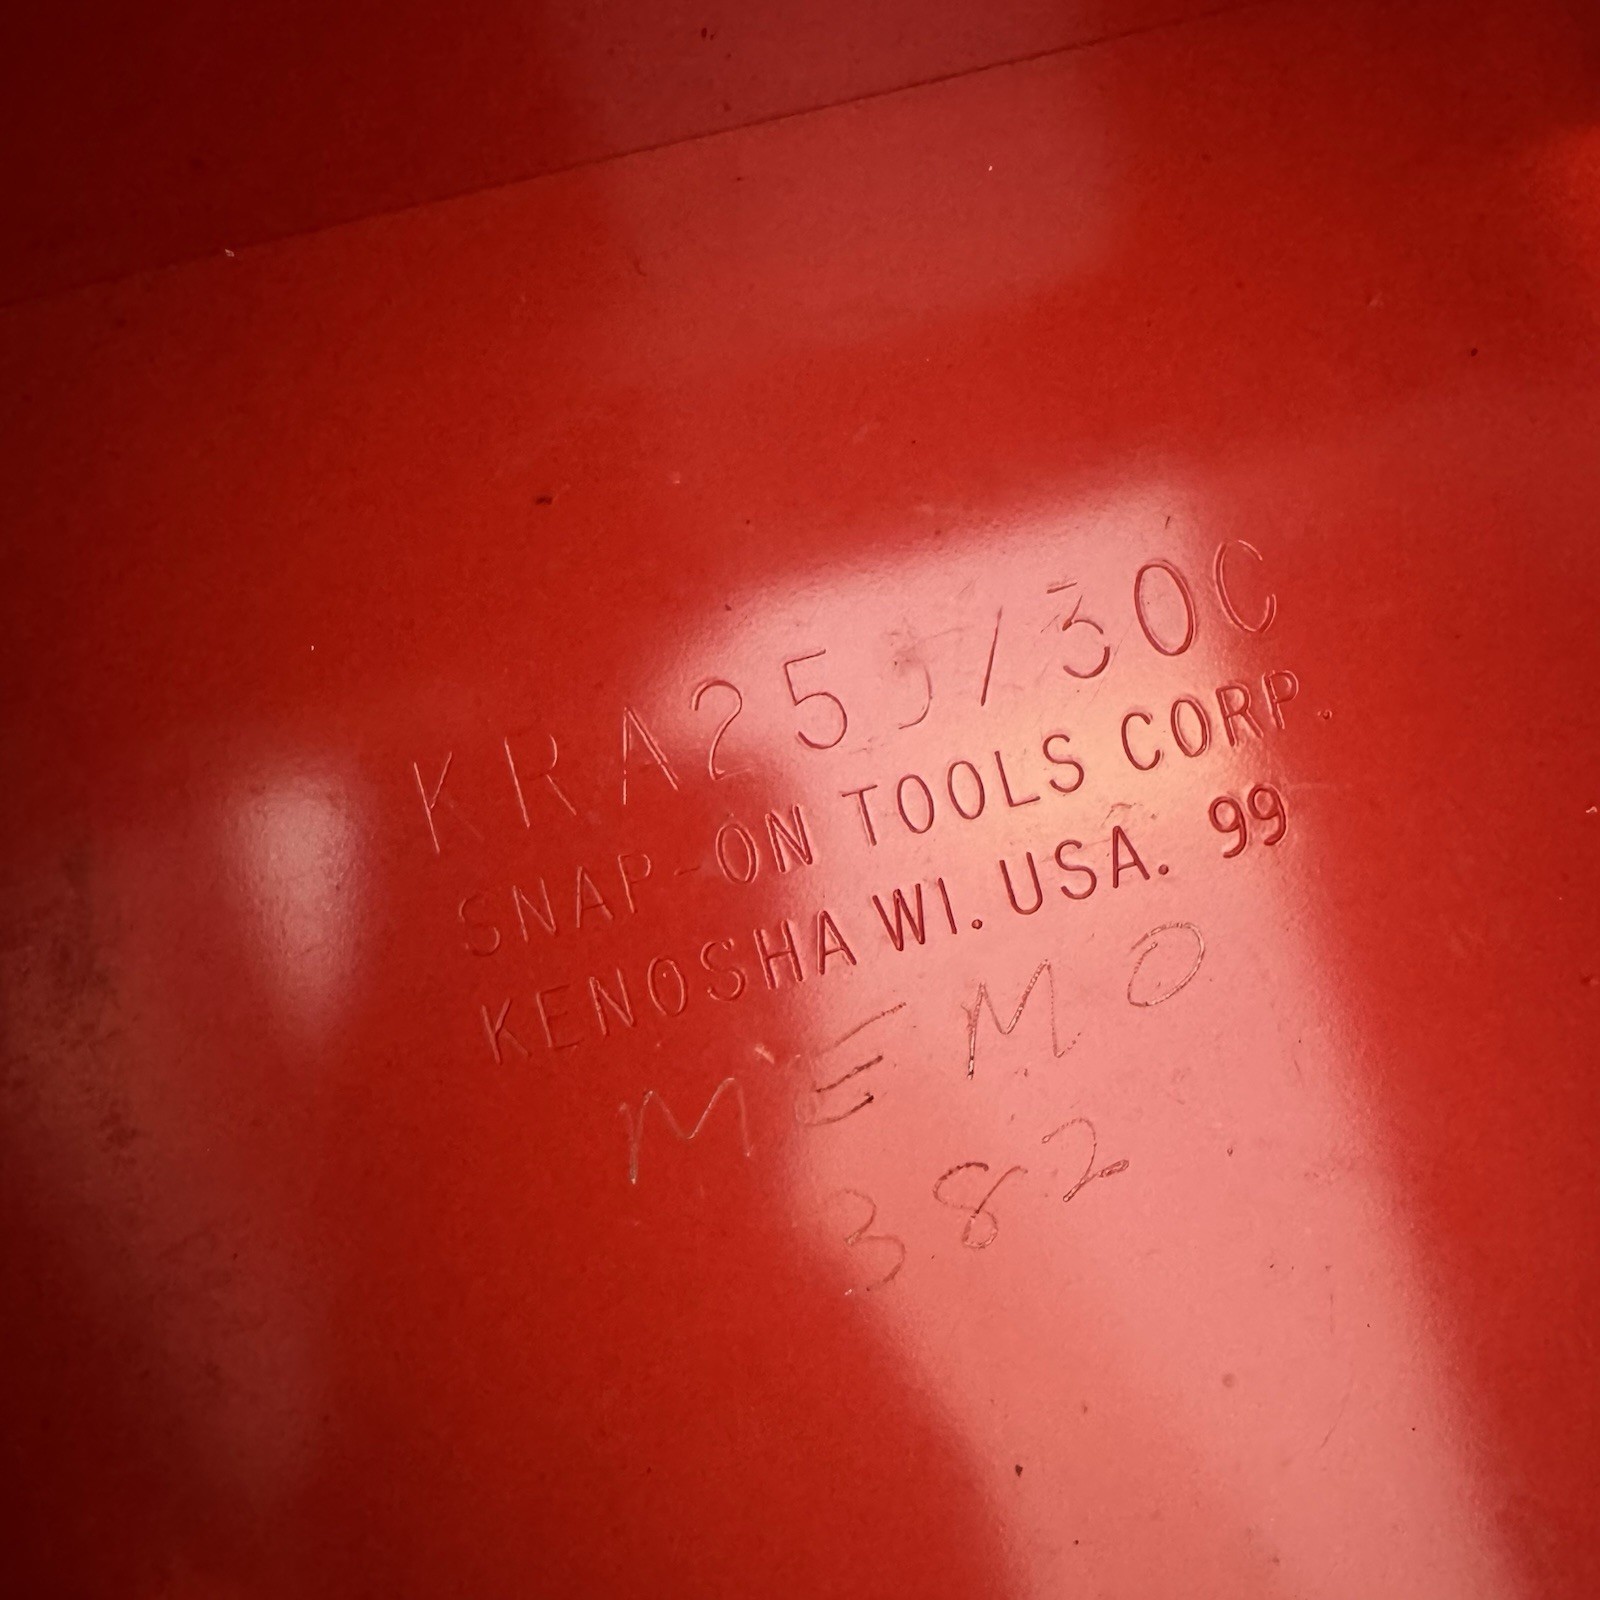 SNAP-ON TOOLS CORP.
KENOSHA WI. USA. 99
MEMO
382